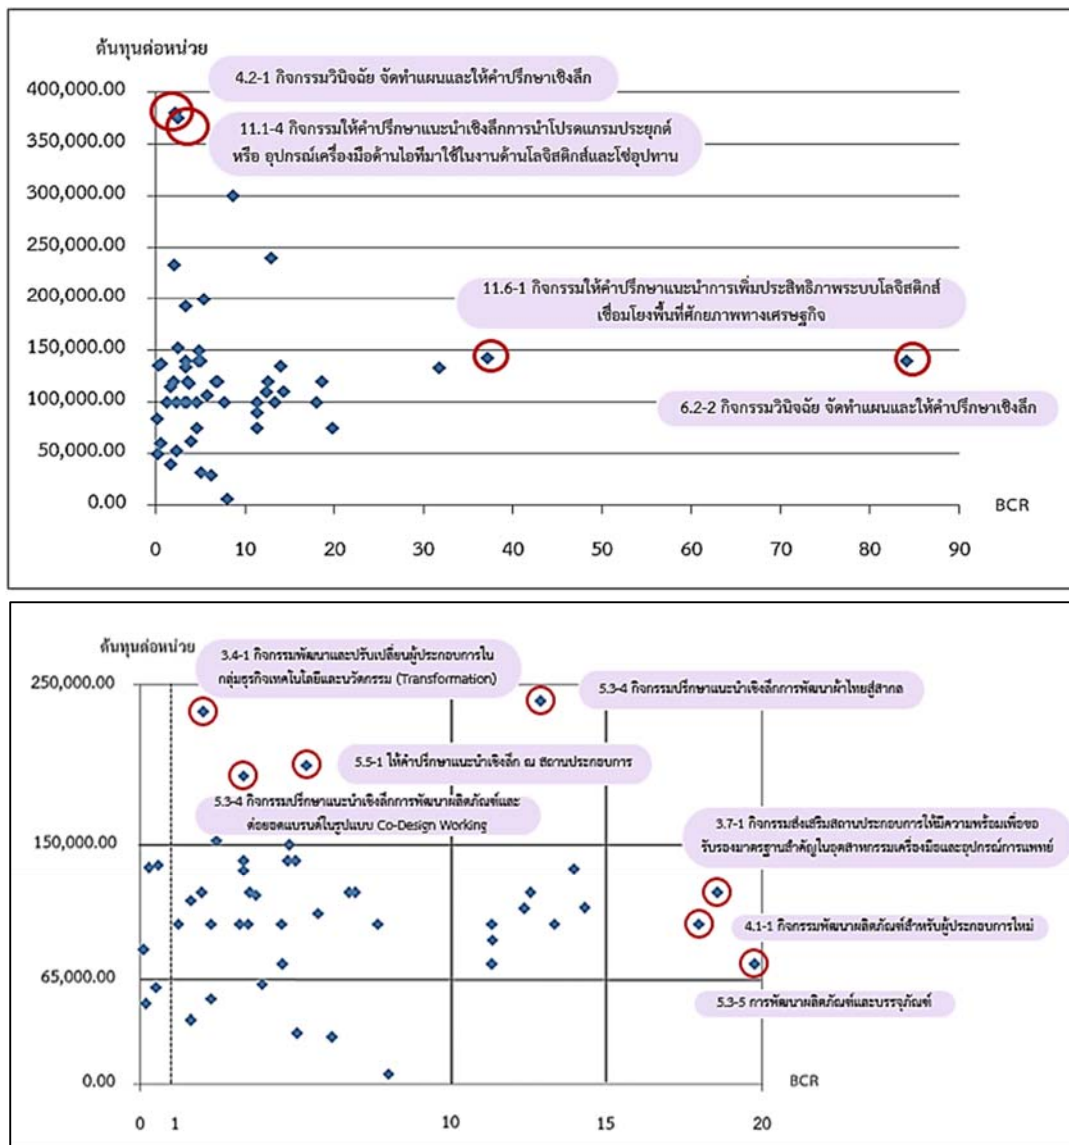 ต้นทุนต่อหน่วย
4.2-1 กิจกรรมวินิจฉัย จัดทำแผนและให้คำปรึกษาเชิงลึก
400,000.00
11.1-4 กิจกรรมให้คำปรึกษาแนะนำเชิงลึกการนำโปรแกรมประยุกต์
หรือ อุปกรณ์เครื่องมือด้านไอทีมาใช้ในงานด้านโลจิสติกส์และโซ่อุปทาน
350,000.00
300,000.00
250,000.00
200,000.00
11.6-1 กิจกรรมให้คำปรึกษาแนะนำการเพิ่มประสิทธิภาพระบบโลจิสติกส์
เชื่อมโยงพื้นที่ศักยภาพทางเศรษฐกิจ
150,000.00
100,000.00
6.2-2 กิจกรรมวินิจฉัย จัดทำแผนและให้คำปรึกษาเชิงลึก
50,000.00
0.00
BCR
0 10 20 30 40 50 60 70 80 90
ต้นทุนต่อหน่วย
3.4-1 กิจกรรมพัฒนาและปรับเปลี่ยนผู้ประกอบการใน
กลุ่มธุรกิจเทคโนโลยีและนวัตกรรม (Transformation)
250,000.00
5.3-4 กิจกรรมปรึกษาแนะนำเชิงลึกการพัฒนาผ้าไทยสู่สากล
5.5-1 ให้คำปรึกษาแนะนำเชิงลึก ณ สถานประกอบการ
5.3-4 กิจกรรมปรึกษาแนะนำเชิงลึกการพัฒนาผลิตภัณฑ์และ
ต่อยอดแบรนด์ในรูปแบบ Co-Design Working
3.7-1 กิจกรรมส่งเสริมสถานประกอบการให้มีความพร้อมเพื่อขอ
รับรองมาตรฐานสำคัญในอุตสาหกรรมเครื่องมือและอุปกรณ์การแพทย์
150,000.00
4.1-1 กิจกรรมพัฒนาผลิตภัณฑ์สำหรับผู้ประกอบการใหม่
65,000.00
5.3-5 การพัฒนาผลิตภัณฑ์และบรรจุภัณฑ์
0.00
BCR
0 1 10 15 20